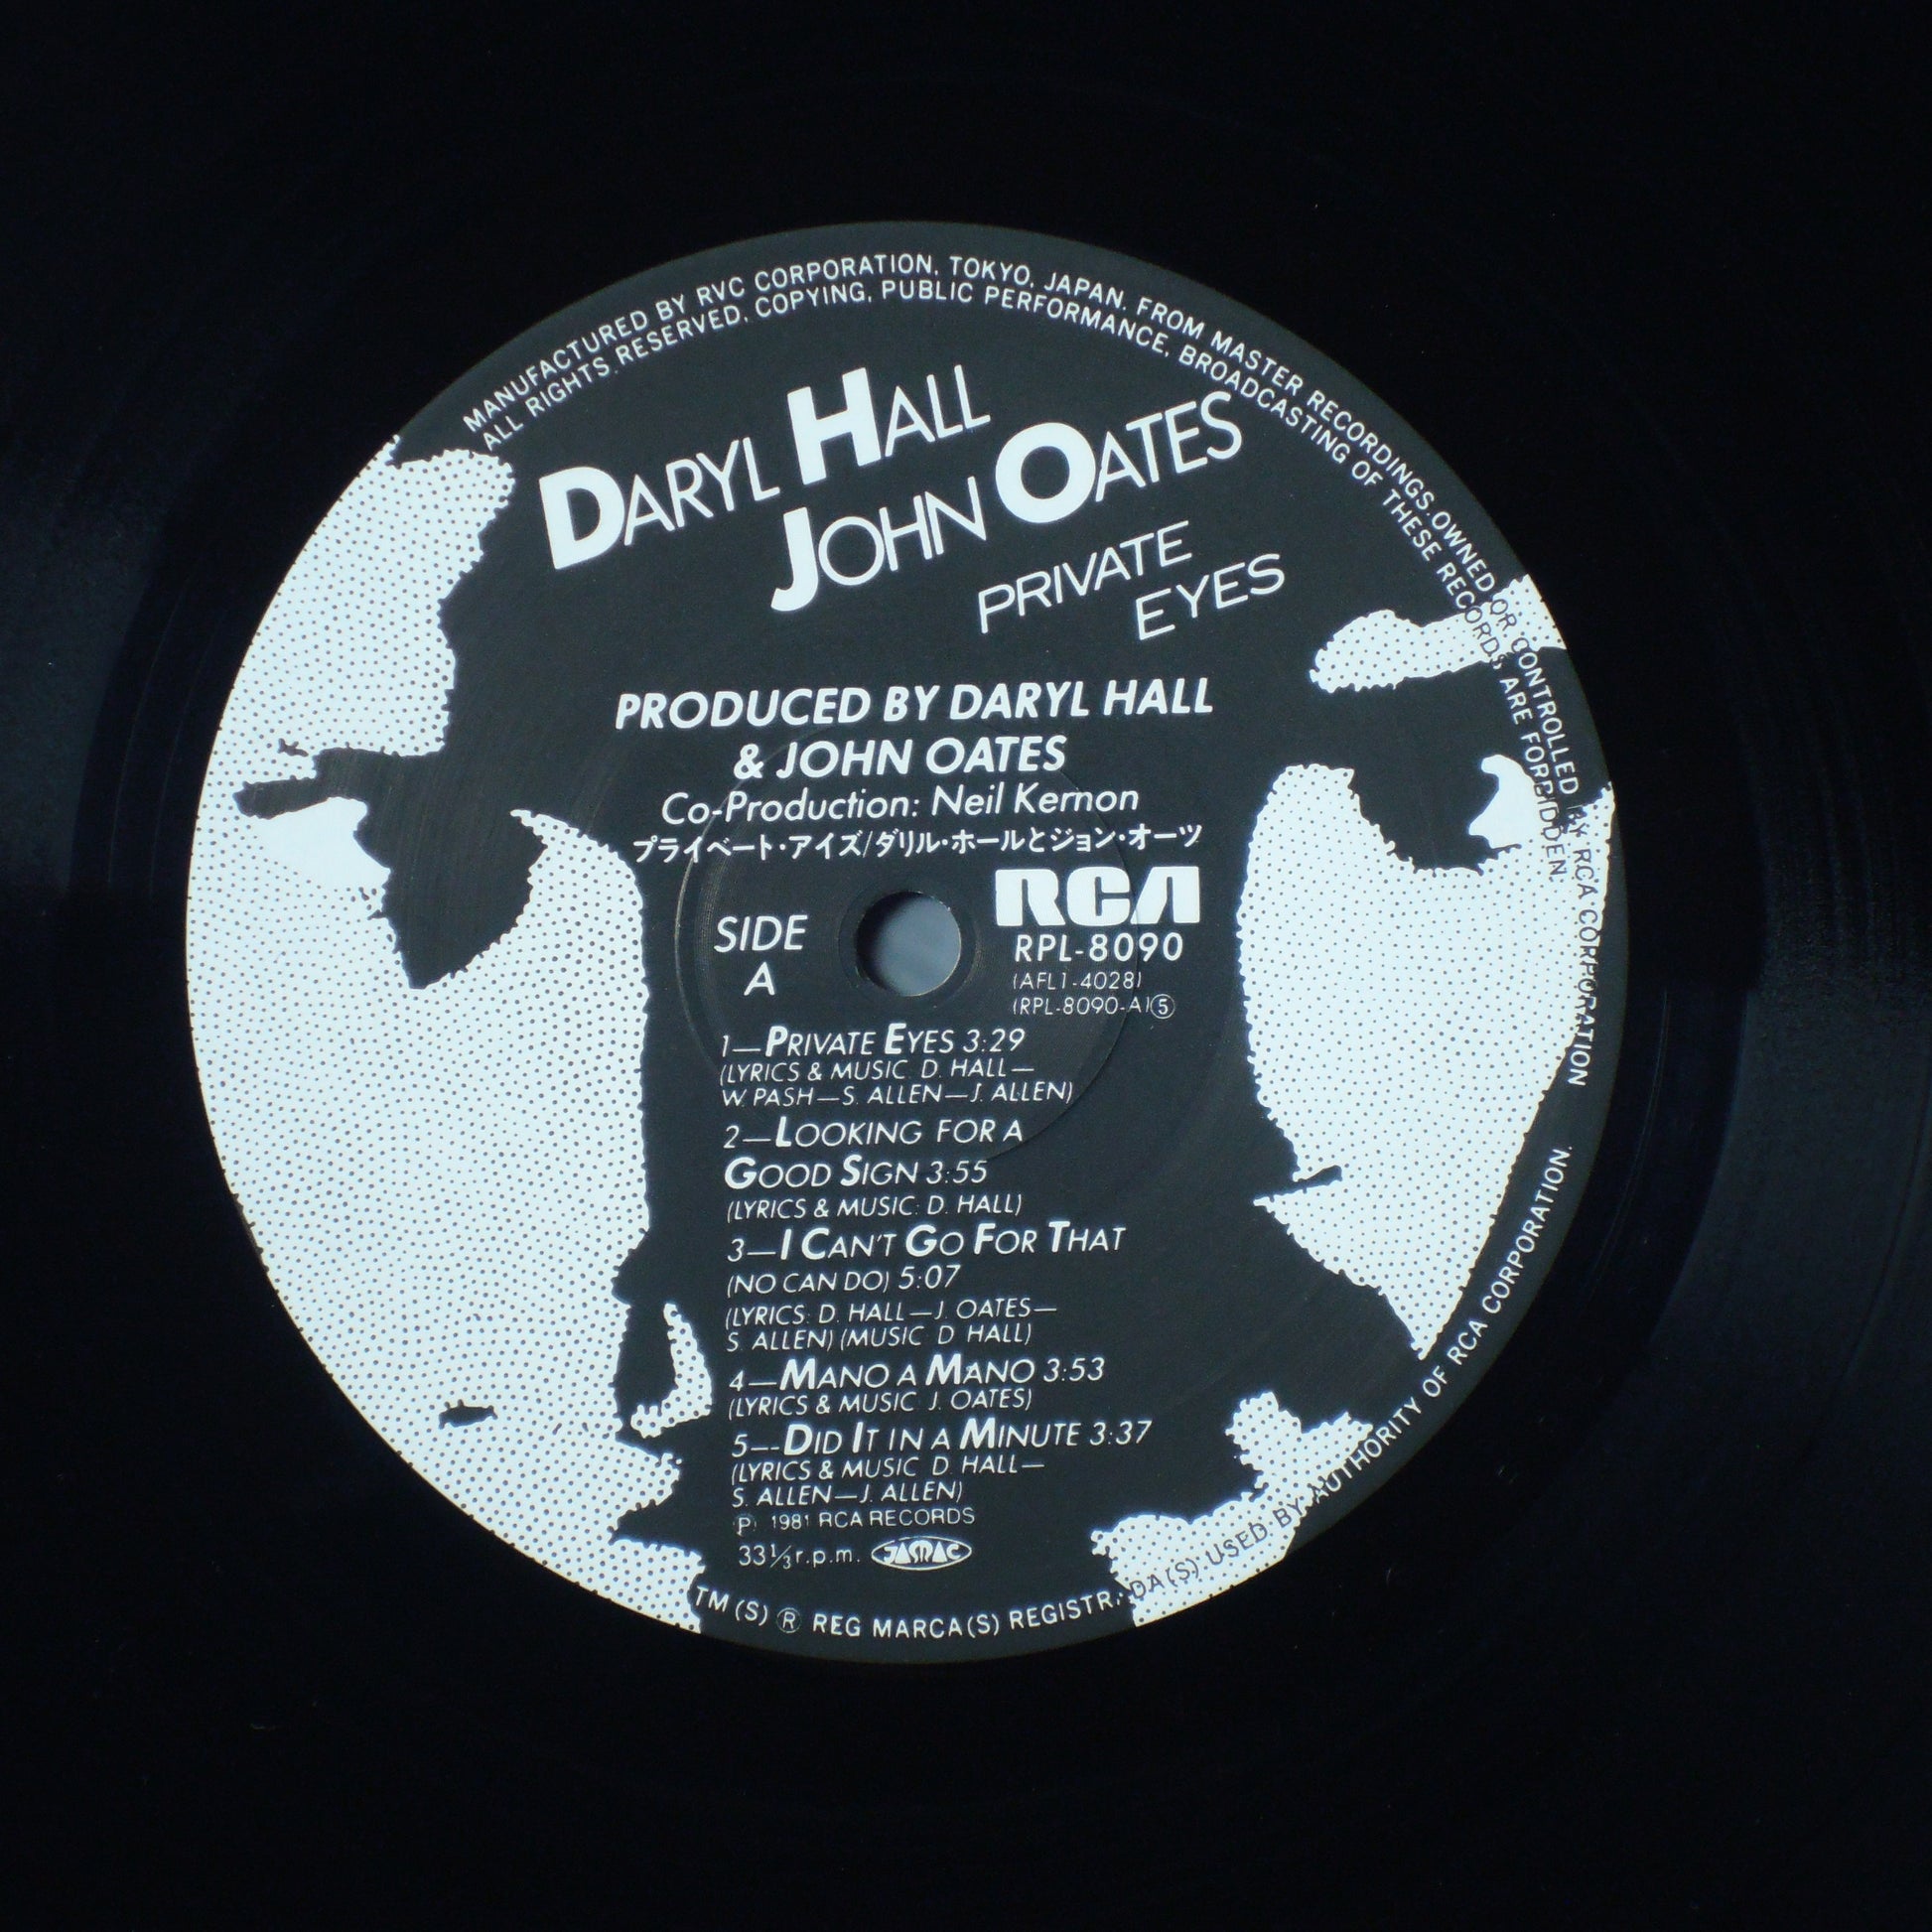 MANUFACTURED BY RVC CORPORATION, TOKYO, JAPAN. FROM MASTER RECORDINGS.OWNED OR CONTROLLED BY RCA CORPORATION
ALL RIGHTS RESERVED. COPYING, PUBLIC PERFORMANCE, BROADCASTING OF THESE RECORDS ARE FORBIDDEN.
DARYL HALL
JOHN OATES
PRIVATE
EYES
PRODUCED BY DARYL HALL
& JOHN OATES
Co-Production: Neil Kernon
プライベート・アイズ/ダリル・ホールとジョン・オーツ
SIDE
A
RCA
RPL-8090
(AFL1-4028)
(RPL-8090-A)⑤
1—PRIVATE EYES 3:29
(LYRICS & MUSIC: D. HALL—
W. PASH—S. ALLEN—J. ALLEN)
2—LOOKING FOR A
GOOD SIGN 3:55
(LYRICS & MUSIC: D. HALL)
3—I CAN'T GO FOR THAT
(NO CAN DO) 5:07
(LYRICS: D. HALL—J. OATES—
S. ALLEN) (MUSIC: D. HALL)
4—MANO A MANO 3:53
(LYRICS & MUSIC: J. OATES)
5—DID IT IN A MINUTE 3:37
(LYRICS & MUSIC: D. HALL—
S. ALLEN—J. ALLEN)
Ⓟ 1981 RCA RECORDS
33⅓r.p.m. JASRAC
TM(S) ® REG MARCA(S) REGISTRADA(S) USED BY AUTHORITY OF RCA CORPORATION.